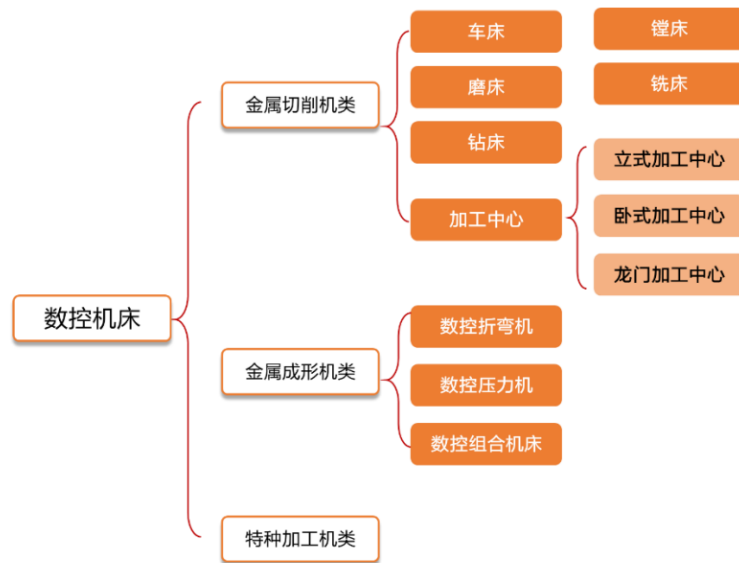 数控机床
金属切削机类
车床
镗床
磨床
铣床
钻床
加工中心
立式加工中心
卧式加工中心
龙门加工中心
金属成形机类
数控折弯机
数控压力机
数控组合机床
特种加工机类